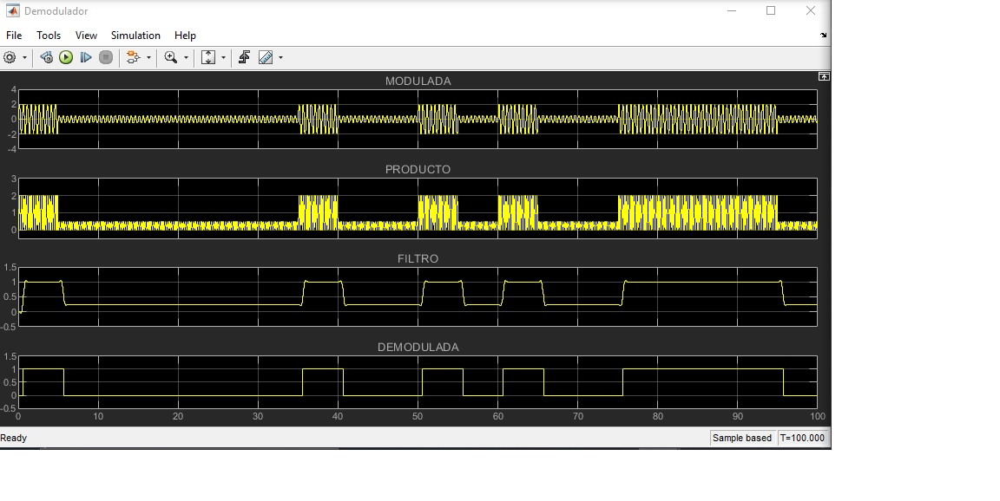 Demodulador
File Tools View Simulation Help
MODULADA
4
2
0
-2
-4
PRODUCTO
3
2
1
0
FILTRO
1.5
1
0.5
0
-0.5
DEMODULADA
1.5
1
0.5
0
-0.5
0 10 20 30 40 50 60 70 80 90 100
Ready Sample based T=100.000